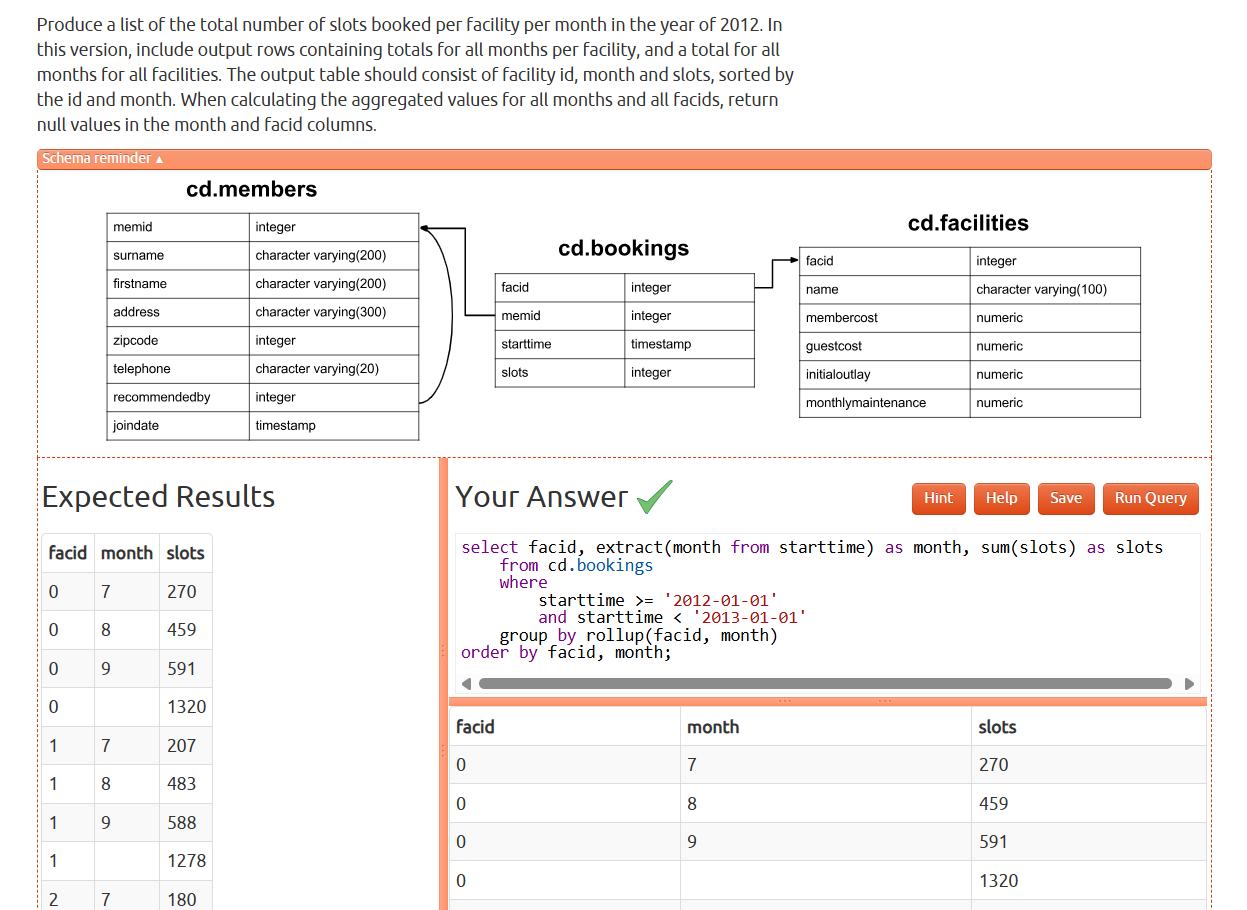 Produce a list of the total number of slots booked per facility per month in the year of 2012. In
this version, include output rows containing totals for all months per facility, and a total for all
months for all facilities. The output table should consist of facility id, month and slots, sorted by
the id and month. When calculating the aggregated values for all months and all facids, return
null values in the month and facid columns.
Schema reminder ▴
cd.members
memid integer
surname character varying(200)
firstname character varying(200)
address character varying(300)
zipcode integer
telephone character varying(20)
recommendedby integer
joindate timestamp
cd.bookings
facid integer
memid integer
starttime timestamp
slots integer
cd.facilities
facid integer
name character varying(100)
membercost numeric
guestcost numeric
initialoutlay numeric
monthlymaintenance numeric
Expected Results
facid month slots
0 7 270
0 8 459
0 9 591
0 1320
1 7 207
1 8 483
1 9 588
1 1278
2 7 180
Your Answer
Hint Help Save Run Query
select facid, extract(month from starttime) as month, sum(slots) as slots
from cd.bookings
where
starttime >= '2012-01-01'
and starttime < '2013-01-01'
group by rollup(facid, month)
order by facid, month;
facid month slots
0 7 270
0 8 459
0 9 591
0 1320